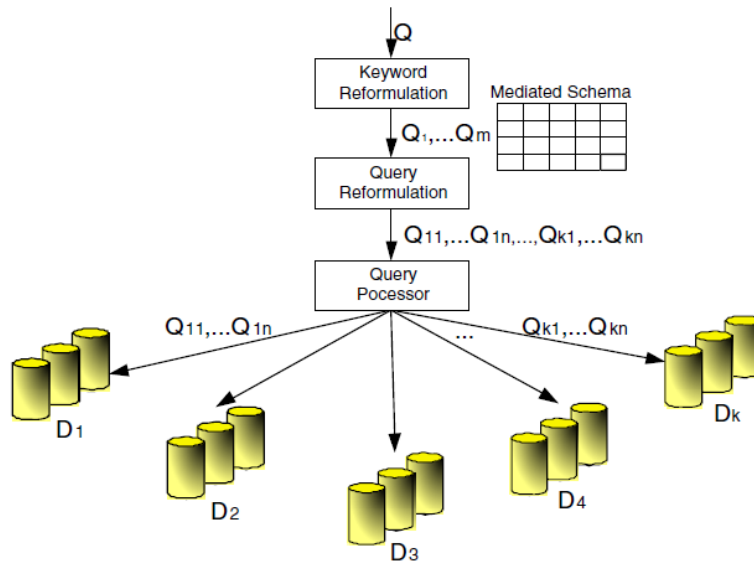 Q
Keyword
Reformulation
Mediated Schema
Q1,...Qm
Query
Reformulation
Q11,...Q1n,...,Qk1,...Qkn
Query
Pocessor
Q11,...Q1n
...
Qk1,...Qkn
D1
D2
D3
D4
Dk